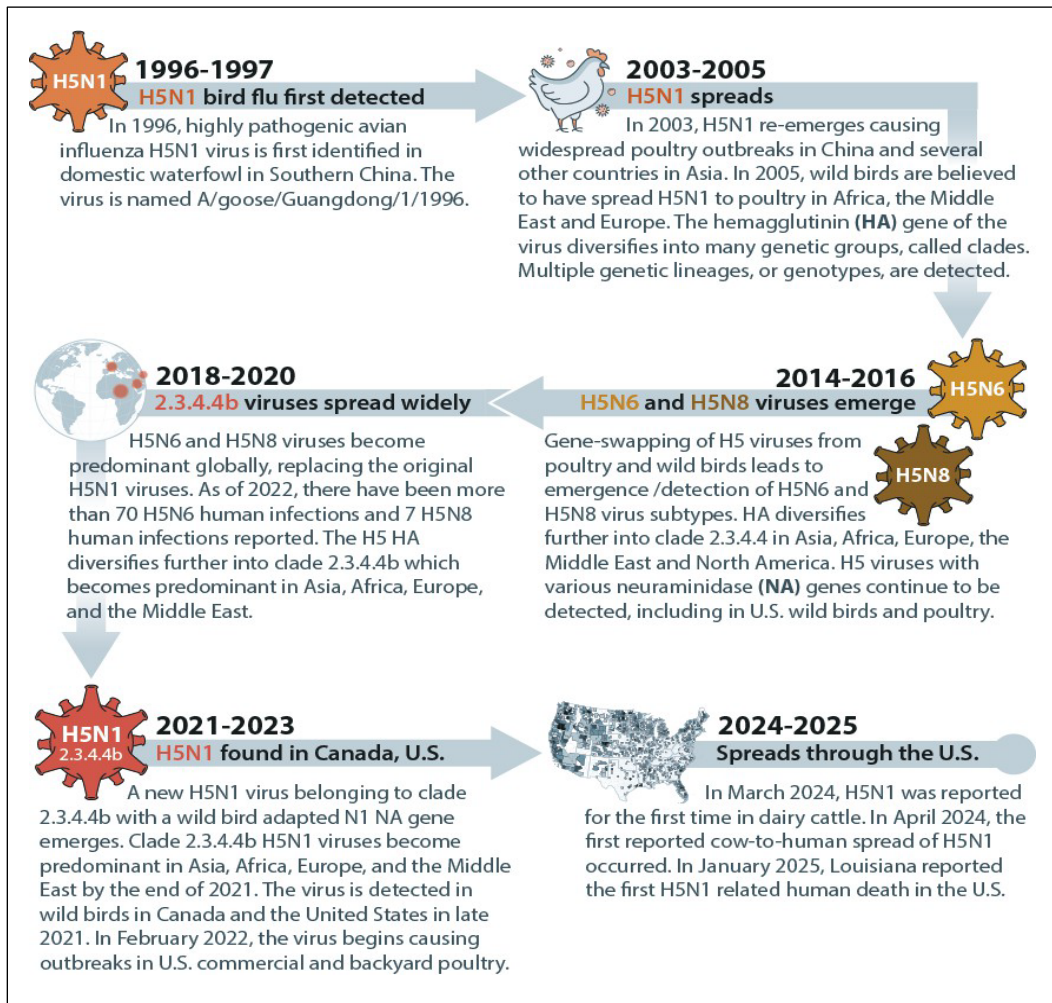 H5N1
1996-1997
H5N1 bird flu first detected
In 1996, highly pathogenic avian
influenza H5N1 virus is first identified in
domestic waterfowl in Southern China. The
virus is named A/goose/Guangdong/1/1996.
2003-2005
H5N1 spreads
In 2003, H5N1 re-emerges causing
widespread poultry outbreaks in China and several
other countries in Asia. In 2005, wild birds are believed
to have spread H5N1 to poultry in Africa, the Middle
East and Europe. The hemagglutinin (HA) gene of the
virus diversifies into many genetic groups, called clades.
Multiple genetic lineages, or genotypes, are detected.
2014-2016
H5N6 and H5N8 viruses emerge
H5N6
H5N8
Gene-swapping of H5 viruses from
poultry and wild birds leads to
emergence /detection of H5N6 and
H5N8 virus subtypes. HA diversifies
further into clade 2.3.4.4 in Asia, Africa, Europe, the
Middle East and North America. H5 viruses with
various neuraminidase (NA) genes continue to be
detected, including in U.S. wild birds and poultry.
2018-2020
2.3.4.4b viruses spread widely
H5N6 and H5N8 viruses become
predominant globally, replacing the original
H5N1 viruses. As of 2022, there have been more
than 70 H5N6 human infections and 7 H5N8
human infections reported. The H5 HA
diversifies further into clade 2.3.4.4b which
becomes predominant in Asia, Africa, Europe,
and the Middle East.
H5N1
2.3.4.4b
2021-2023
H5N1 found in Canada, U.S.
A new H5N1 virus belonging to clade
2.3.4.4b with a wild bird adapted N1 NA gene
emerges. Clade 2.3.4.4b H5N1 viruses become
predominant in Asia, Africa, Europe, and the Middle
East by the end of 2021. The virus is detected in
wild birds in Canada and the United States in late
2021. In February 2022, the virus begins causing
outbreaks in U.S. commercial and backyard poultry.
2024-2025
Spreads through the U.S.
In March 2024, H5N1 was reported
for the first time in dairy cattle. In April 2024, the
first reported cow-to-human spread of H5N1
occurred. In January 2025, Louisiana reported
the first H5N1 related human death in the U.S.